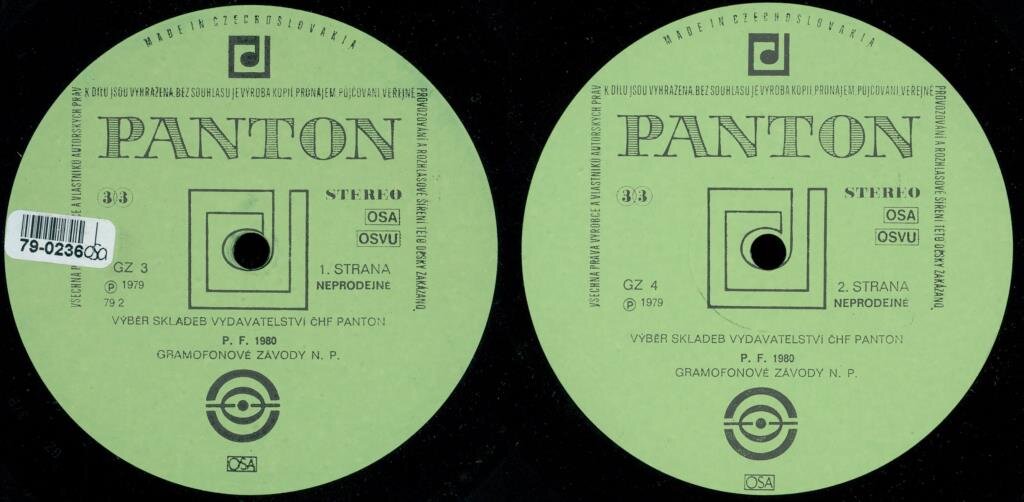 MADE IN CZECHOSLOVAKIA
K DÍLU JSOU VYHRAŽENA. BEZ SOUHLASU JE VÝROBA KOPIÍ, PRONÁJEM, PŮJČOVÁNÍ, VEŘEJNÉ
VŠECHNA PRÁVA VÝROBCE A VLASTNÍKŮ AUTORSKÝCH PRÁV
PROVOZOVÁNÍ A ROZHLASOVÉ ŠÍŘENÍ TÉTO DESKY ZAKÁZÁNO.
PANTON
33
STEREO
OSA
OSVU
79-0236
GZ 3
℗ 1979
79 2
1. STRANA
NEPRODEJNÉ
VÝBĚR SKLADEB VYDAVATELSTVÍ ČHF PANTON
P. F. 1980
GRAMOFONOVÉ ZÁVODY N. P.
OSA
MADE IN CZECHOSLOVAKIA
K DÍLU JSOU VYHRAŽENA. BEZ SOUHLASU JE VÝROBA KOPIÍ, PRONÁJEM, PŮJČOVÁNÍ, VEŘEJNÉ
VŠECHNA PRÁVA VÝROBCE A VLASTNÍKŮ AUTORSKÝCH PRÁV
PROVOZOVÁNÍ A ROZHLASOVÉ ŠÍŘENÍ TÉTO DESKY ZAKÁZÁNO.
PANTON
33
STEREO
OSA
OSVU
GZ 4
℗ 1979
2. STRANA
NEPRODEJNÉ
VÝBĚR SKLADEB VYDAVATELSTVÍ ČHF PANTON
P. F. 1980
GRAMOFONOVÉ ZÁVODY N. P.
OSA